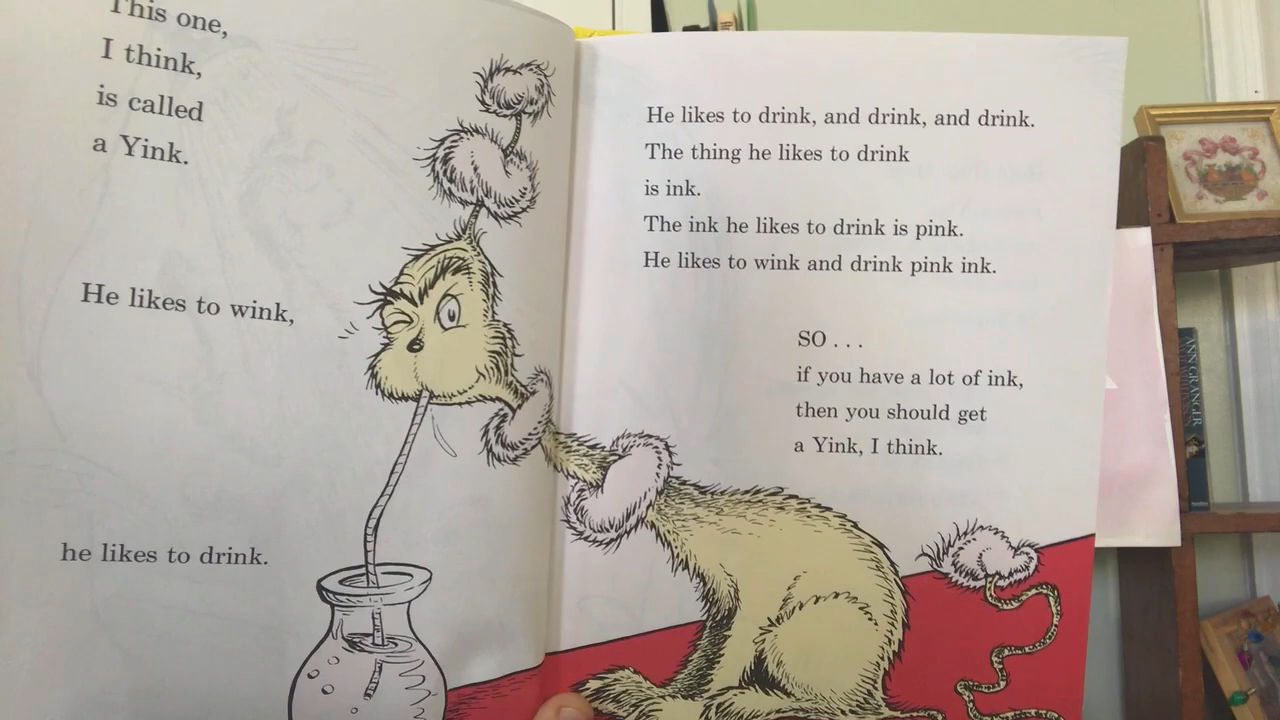 This one,
I think,
is called
a Yink.
He likes to wink,
he likes to drink.
He likes to drink, and drink, and drink.
The thing he likes to drink
is ink.
The ink he likes to drink is pink.
He likes to wink and drink pink ink.
SO . . .
if you have a lot of ink,
then you should get
a Yink, I think.
ANN GRANGER